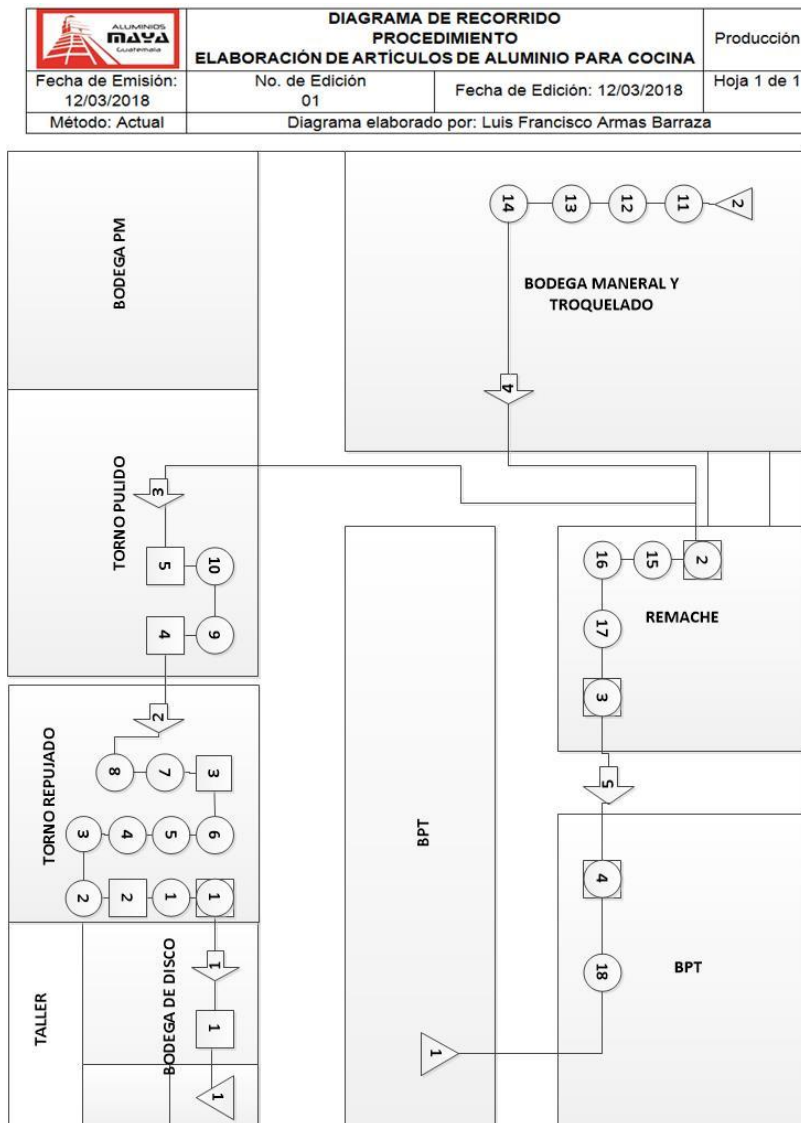 ALUMINIOS
MAYA
Guatemala
DIAGRAMA DE RECORRIDO
PROCEDIMIENTO
ELABORACIÓN DE ARTÍCULOS DE ALUMINIO PARA COCINA
Producción
Fecha de Emisión:
12/03/2018
No. de Edición
01
Fecha de Edición: 12/03/2018
Hoja 1 de 1
Método: Actual
Diagrama elaborado por: Luis Francisco Armas Barraza
BODEGA PM
14 13 12 11 2
BODEGA MANERAL Y
TROQUELADO
4
TORNO PULIDO
3
5 10
4 9
16 15 2
REMACHE
17
3
TORNO REPUJADO
2
8 7 3
3 4 5 6
2 2 1 1
BPT
5
4
18
BPT
1
TALLER
BODEGA DE DISCO
1
1
1